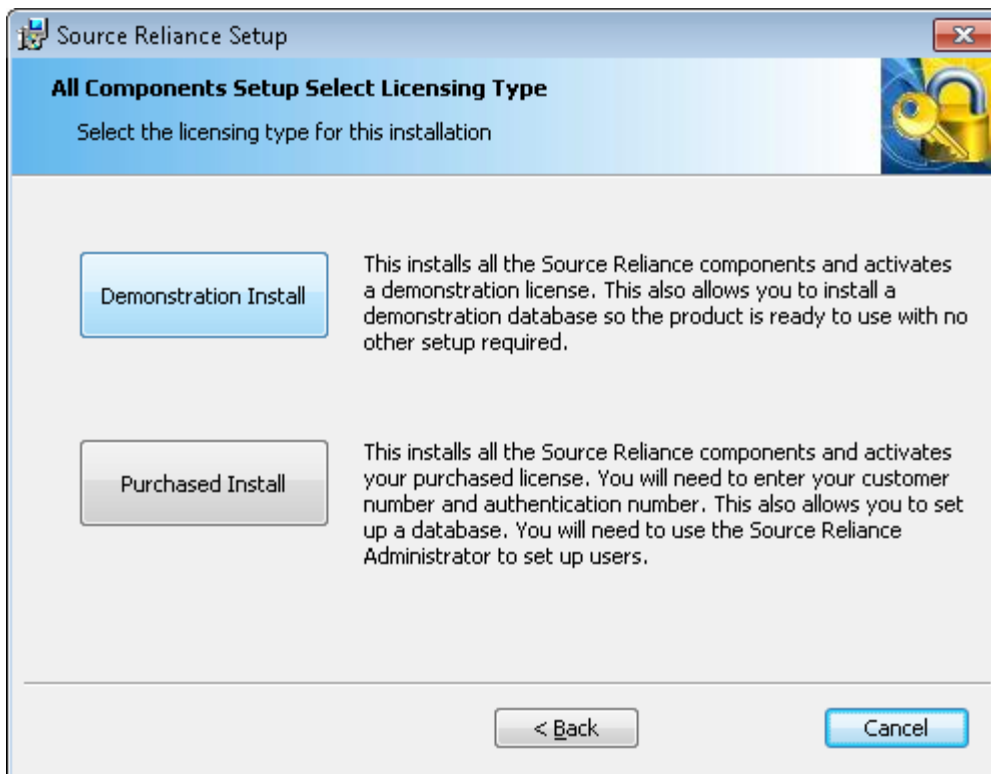 Source Reliance Setup
All Components Setup Select Licensing Type
Select the licensing type for this installation
Demonstration Install
This installs all the Source Reliance components and activates
a demonstration license. This also allows you to install a
demonstration database so the product is ready to use with no
other setup required.
Purchased Install
This installs all the Source Reliance components and activates
your purchased license. You will need to enter your customer
number and authentication number. This also allows you to set
up a database. You will need to use the Source Reliance
Administrator to set up users.
< Back
Cancel